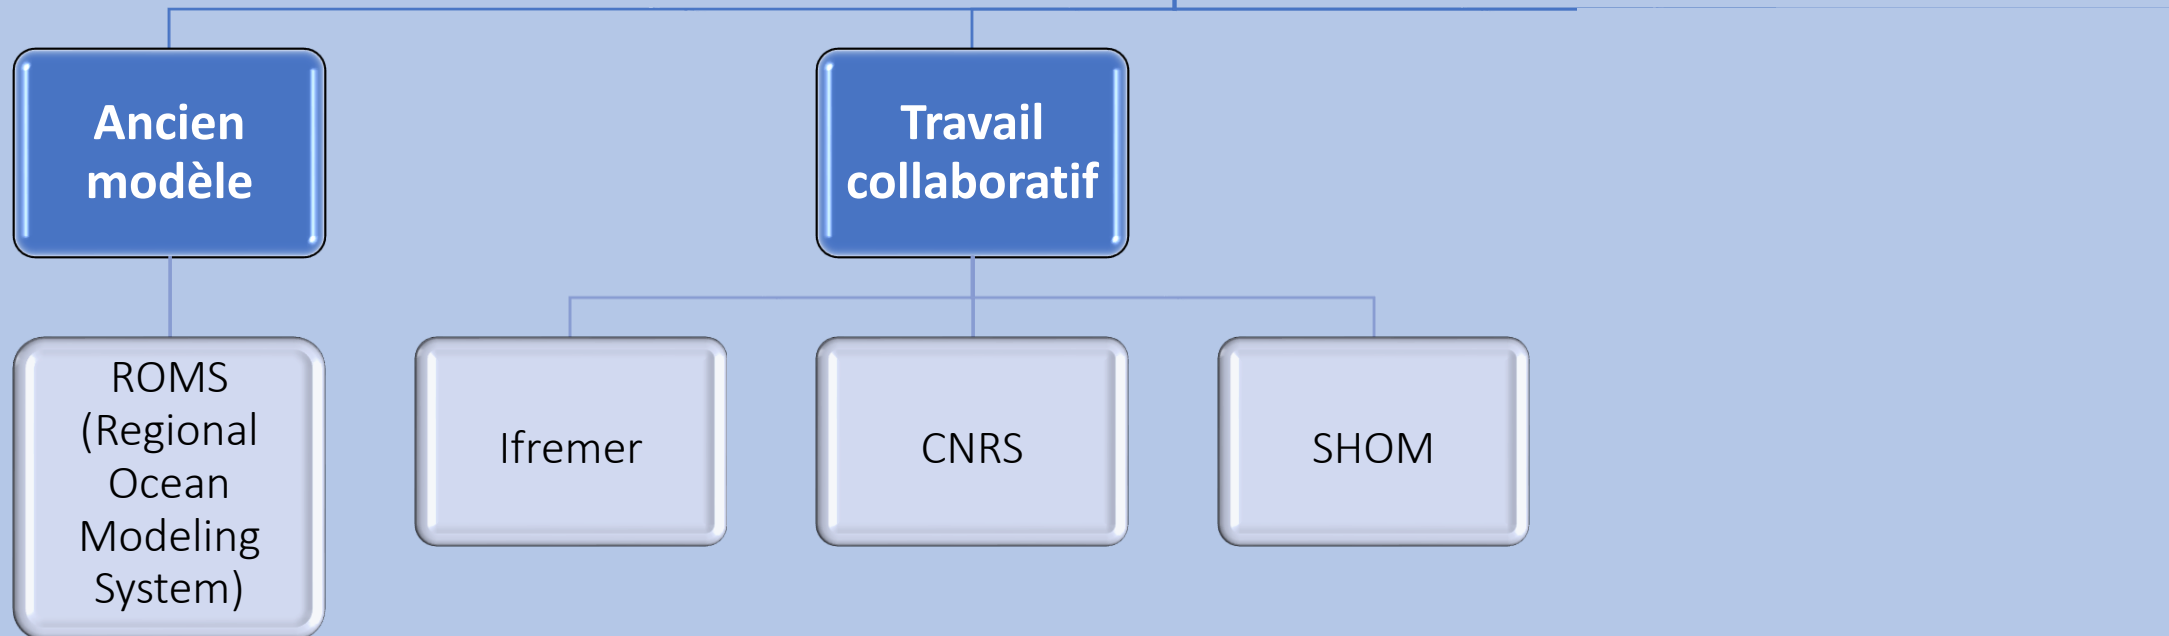 Ancien
modèle
Travail
collaboratif
ROMS
(Regional
Ocean
Modeling
System)
Ifremer
CNRS
SHOM